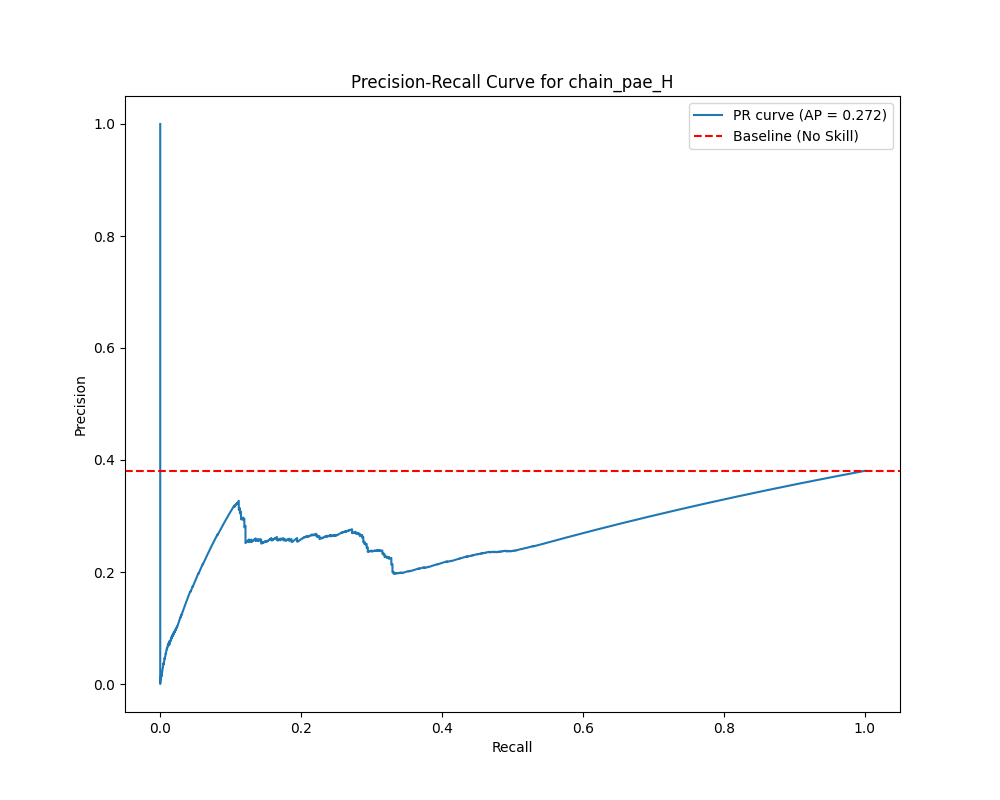 Precision-Recall Curve for chain_pae_H
PR curve (AP = 0.272)
Baseline (No Skill)
1.0
0.8
0.6
0.4
0.2
0.0
Precision
0.0 0.2 0.4 0.6 0.8 1.0
Recall